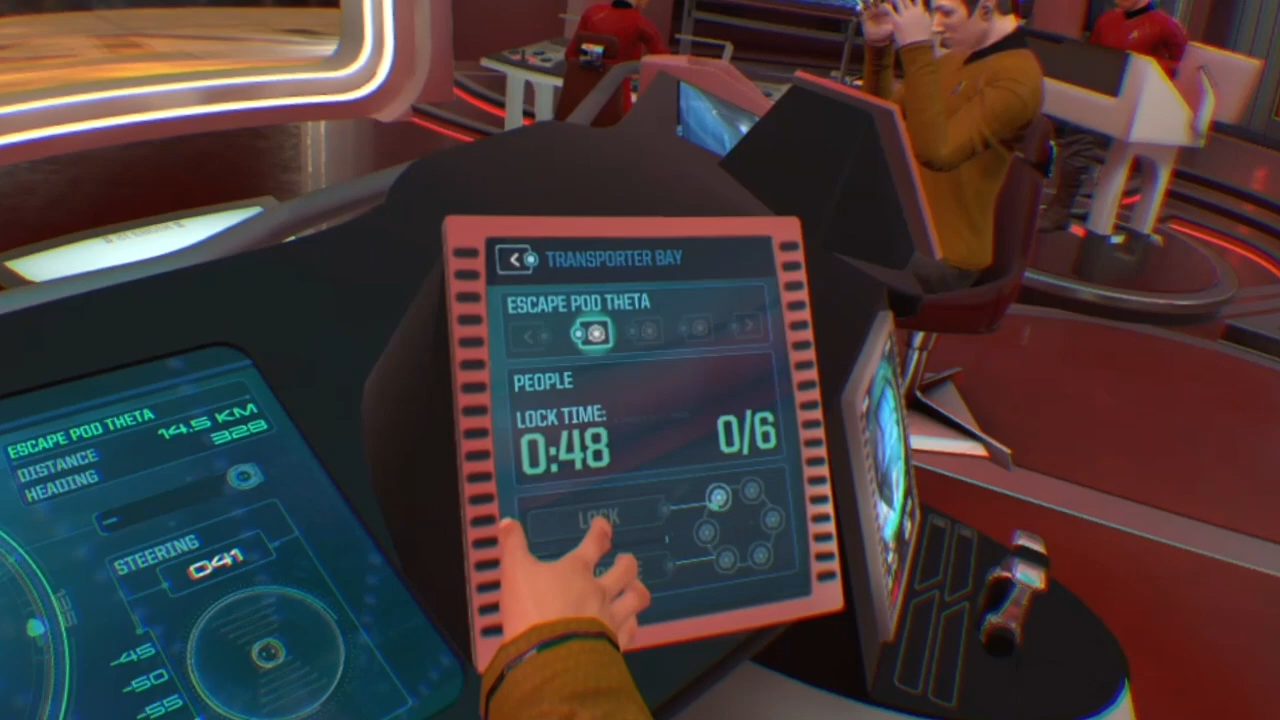 TRANSPORTER BAY
ESCAPE POD THETA
PEOPLE
LOCK TIME:
0:48
0/6
LOCK
ESCAPE POD THETA
DISTANCE 14.5 KM
HEADING 328
STEERING
041
-45
-50
-55